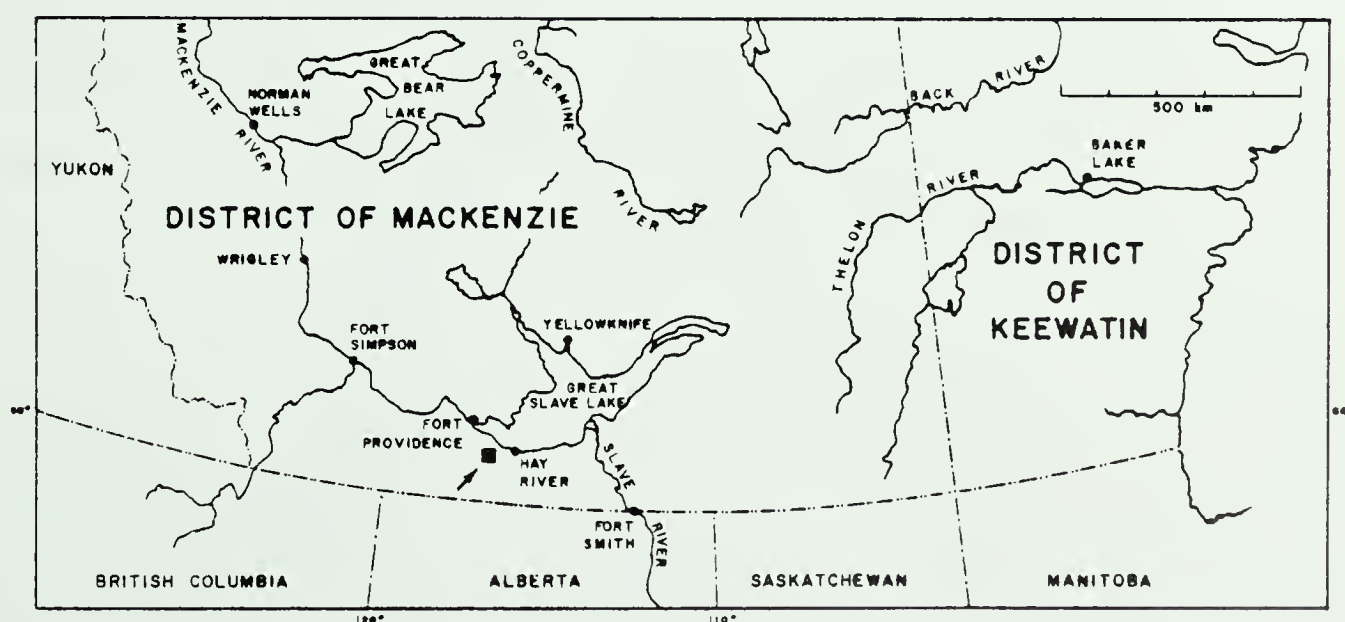 MACKENZIE
RIVER
GREAT
BEAR
LAKE
NORMAN
WELLS
COPPERMINE
RIVER
BACK
RIVER
500 km
BAKER
LAKE
YUKON
DISTRICT OF MACKENZIE
THELON
RIVER
DISTRICT
OF
KEEWATIN
WRIGLEY
FORT
SIMPSON
YELLOWKNIFE
GREAT
SLAVE LAKE
60°
FORT
PROVIDENCE
HAY
RIVER
SLAVE
RIVER
FORT
SMITH
BRITISH COLUMBIA
ALBERTA
SASKATCHEWAN
MANITOBA
120°
110°